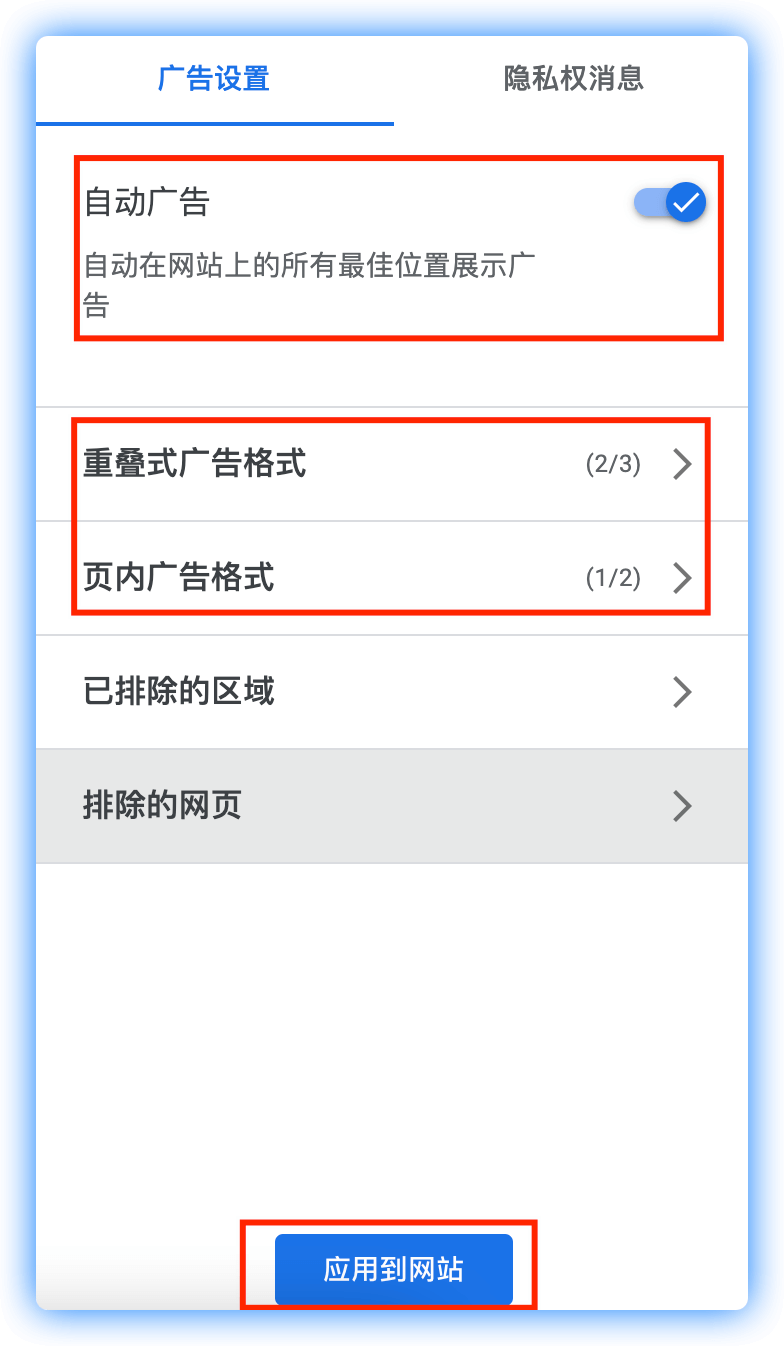 广告设置
隐私权消息
自动广告
自动在网站上的所有最佳位置展示广
告
重叠式广告格式 (2/3)
页内广告格式 (1/2)
已排除的区域
排除的网页
应用到网站